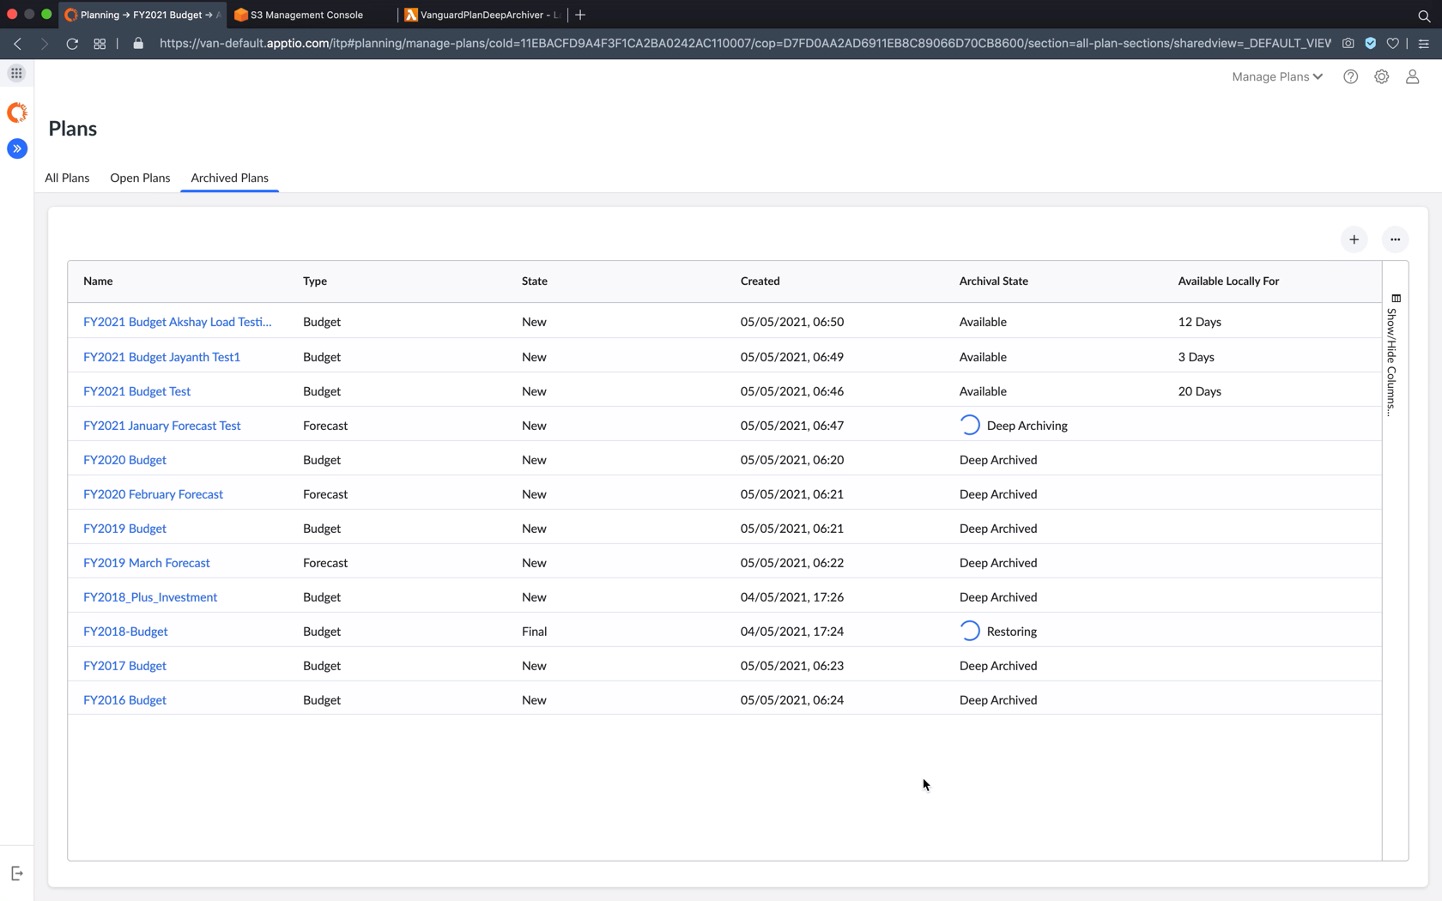 Planning → FY2021 Budget → A
S3 Management Console
VanguardPlanDeepArchiver - L
https://van-default.apptio.com/itp#planning/manage-plans/coId=11EBACFD9A4F3F1CA2BA0242AC110007/cop=D7FD0AA2AD6911EB8C89066D70CB8600/section=all-plan-sections/sharedview=_DEFAULT_VIEW
Manage Plans
Plans
All Plans Open Plans Archived Plans
Name Type State Created Archival State Available Locally For
FY2021 Budget Akshay Load Testi... Budget New 05/05/2021, 06:50 Available 12 Days
FY2021 Budget Jayanth Test1 Budget New 05/05/2021, 06:49 Available 3 Days
FY2021 Budget Test Budget New 05/05/2021, 06:46 Available 20 Days
FY2021 January Forecast Test Forecast New 05/05/2021, 06:47 Deep Archiving
FY2020 Budget Budget New 05/05/2021, 06:20 Deep Archived
FY2020 February Forecast Forecast New 05/05/2021, 06:21 Deep Archived
FY2019 Budget Budget New 05/05/2021, 06:21 Deep Archived
FY2019 March Forecast Forecast New 05/05/2021, 06:22 Deep Archived
FY2018_Plus_Investment Budget New 04/05/2021, 17:26 Deep Archived
FY2018-Budget Budget Final 04/05/2021, 17:24 Restoring
FY2017 Budget Budget New 05/05/2021, 06:23 Deep Archived
FY2016 Budget Budget New 05/05/2021, 06:24 Deep Archived
Show/Hide Columns...